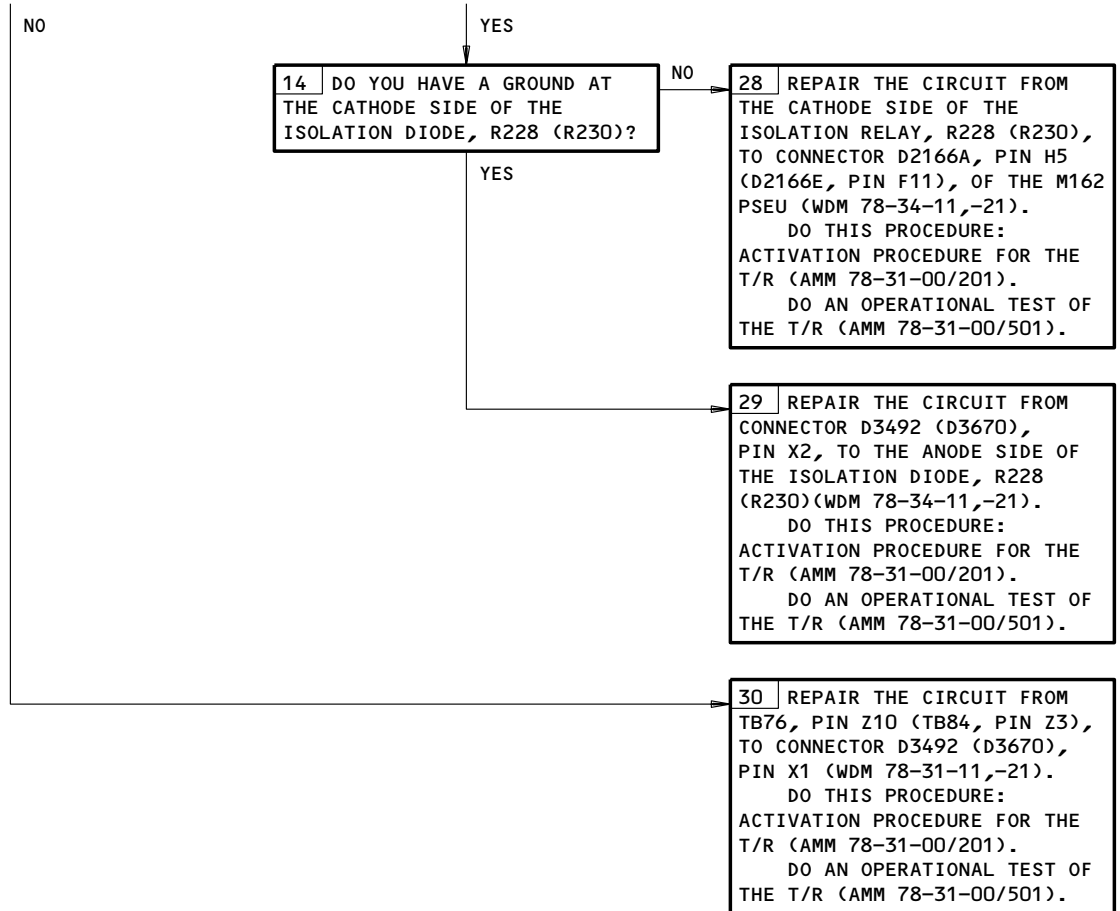 NO
YES
14 DO YOU HAVE A GROUND AT
THE CATHODE SIDE OF THE
ISOLATION DIODE, R228 (R230)?
NO
YES
28 REPAIR THE CIRCUIT FROM
THE CATHODE SIDE OF THE
ISOLATION RELAY, R228 (R230),
TO CONNECTOR D2166A, PIN H5
(D2166E, PIN F11), OF THE M162
PSEU (WDM 78-34-11,-21).
DO THIS PROCEDURE:
ACTIVATION PROCEDURE FOR THE
T/R (AMM 78-31-00/201).
DO AN OPERATIONAL TEST OF
THE T/R (AMM 78-31-00/501).
29 REPAIR THE CIRCUIT FROM
CONNECTOR D3492 (D3670),
PIN X2, TO THE ANODE SIDE OF
THE ISOLATION DIODE, R228
(R230)(WDM 78-34-11,-21).
DO THIS PROCEDURE:
ACTIVATION PROCEDURE FOR THE
T/R (AMM 78-31-00/201).
DO AN OPERATIONAL TEST OF
THE T/R (AMM 78-31-00/501).
30 REPAIR THE CIRCUIT FROM
TB76, PIN Z10 (TB84, PIN Z3),
TO CONNECTOR D3492 (D3670),
PIN X1 (WDM 78-31-11,-21).
DO THIS PROCEDURE:
ACTIVATION PROCEDURE FOR THE
T/R (AMM 78-31-00/201).
DO AN OPERATIONAL TEST OF
THE T/R (AMM 78-31-00/501).